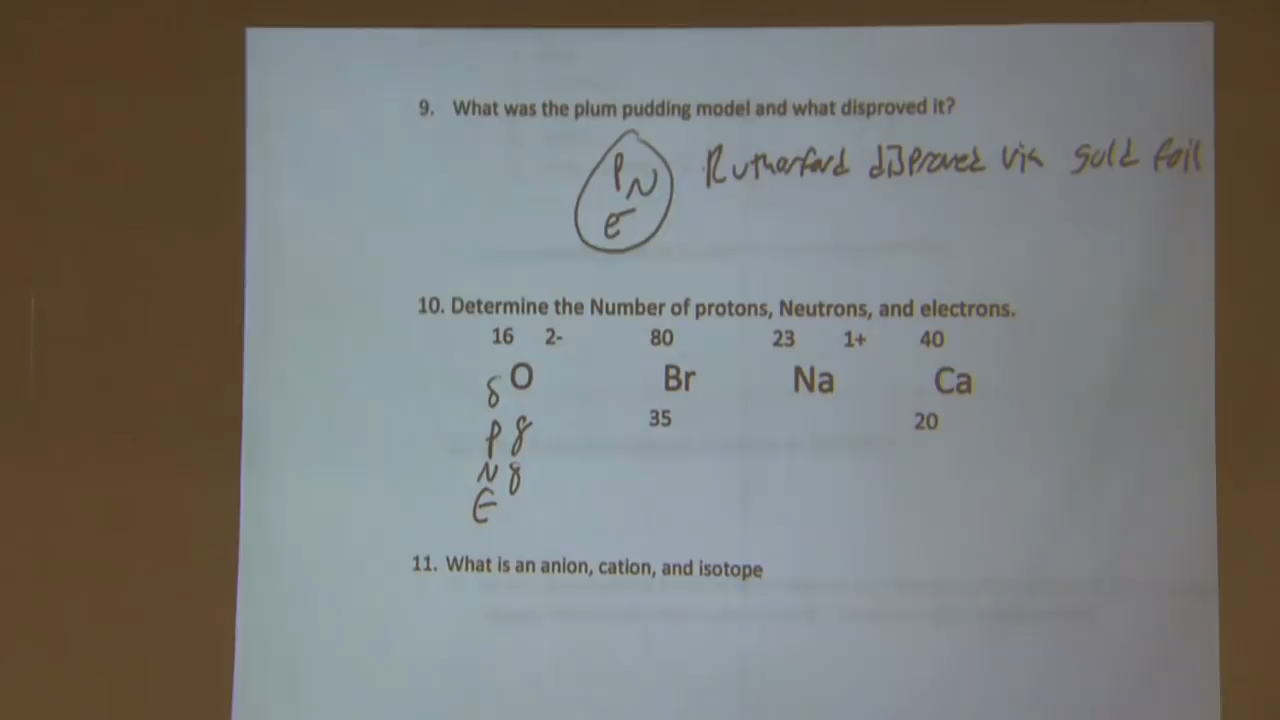 9. What was the plum pudding model and what disproved it?
P N Rutherford disproved via gold foil
e-
10. Determine the Number of protons, Neutrons, and electrons.
16 2- 80 23 1+ 40
8 O Br Na Ca
35 20
P 8
N 8
E
11. What is an anion, cation, and isotope